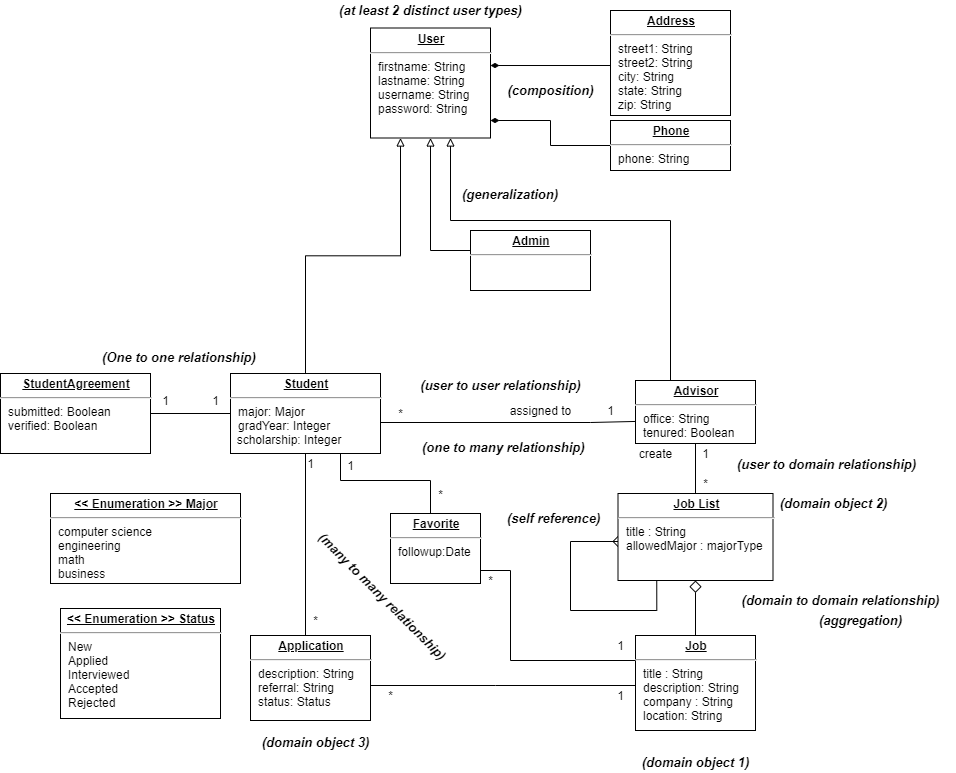 (at least 2 distinct user types)
User
firstname: String
lastname: String
username: String
password: String
Address
street1: String
street2: String
city: String
state: String
zip: String
(composition)
Phone
phone: String
(generalization)
Admin
(One to one relationship)
StudentAgreement
submitted: Boolean
verified: Boolean
1
1
Student
major: Major
gradYear: Integer
scholarship: Integer
(user to user relationship)
*
assigned to
1
(one to many relationship)
Advisor
office: String
tenured: Boolean
create
1
(user to domain relationship)
*
1
1
*
<< Enumeration >> Major
computer science
engineering
math
business
Favorite
followup:Date
*
(self reference)
Job List
title : String
allowedMajor : majorType
(domain object 2)
(many to many relationship)
(domain to domain relationship)
(aggregation)
<< Enumeration >> Status
New
Applied
Interviewed
Accepted
Rejected
*
Application
description: String
referral: String
status: Status
*
(domain object 3)
1
1
Job
title : String
description: String
company : String
location: String
(domain object 1)